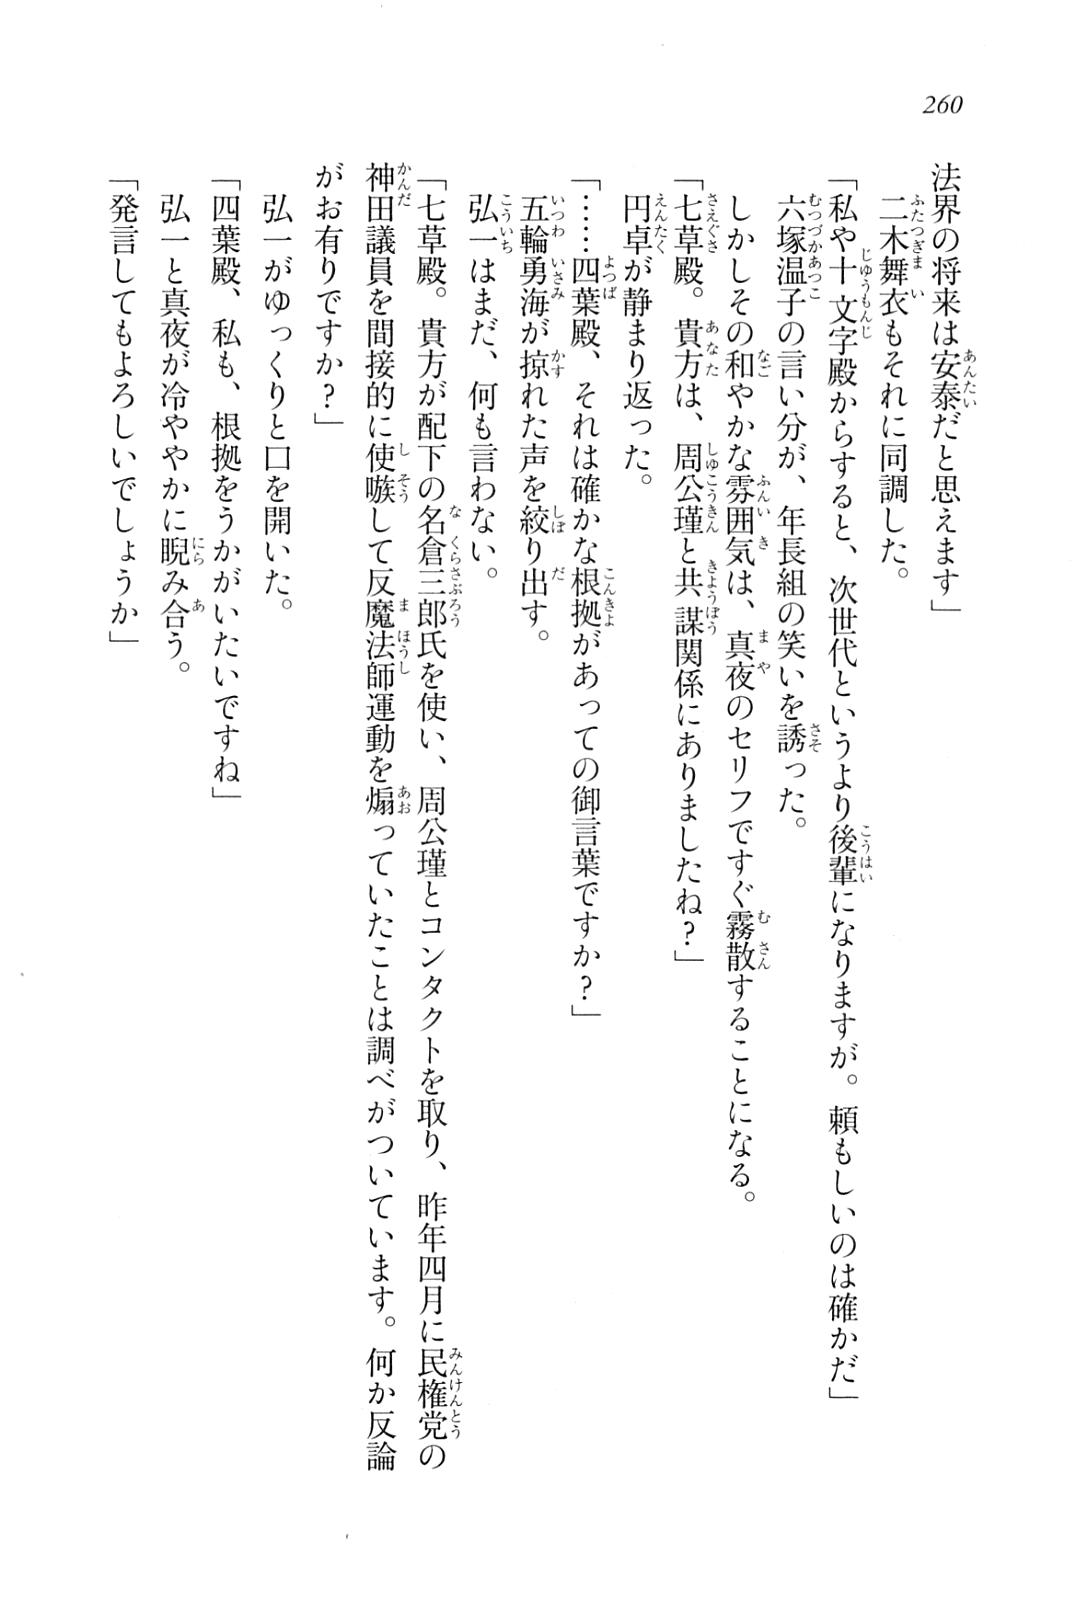 260
法界の将来は安泰だと思えます」
二木舞衣もそれに同調した。
「私や十文字殿からすると、次世代というより後輩になりますが。頼もしいのは確かだ」
六塚温子の言い分が、年長組の笑いを誘った。
しかしその和やかな雰囲気は、真夜のセリフですぐ霧散することになる。
「七草殿。貴方は、周公瑾と共謀関係にありましたね？」
円卓が静まり返った。
「……四葉殿、それは確かな根拠があっての御言葉ですか？」
五輪勇海が掠れた声を絞り出す。
弘一はまだ、何も言わない。
「七草殿。貴方が配下の名倉三郎氏を使い、周公瑾とコンタクトを取り、昨年四月に民権党の
神田議員を間接的に使嗾して反魔法師運動を煽っていたことは調べがついています。何か反論
がお有りですか？」
弘一がゆっくりと口を開いた。
「四葉殿、私も、根拠をうかがいたいですね」
弘一と真夜が冷ややかに睨み合う。
「発言してもよろしいでしょうか」